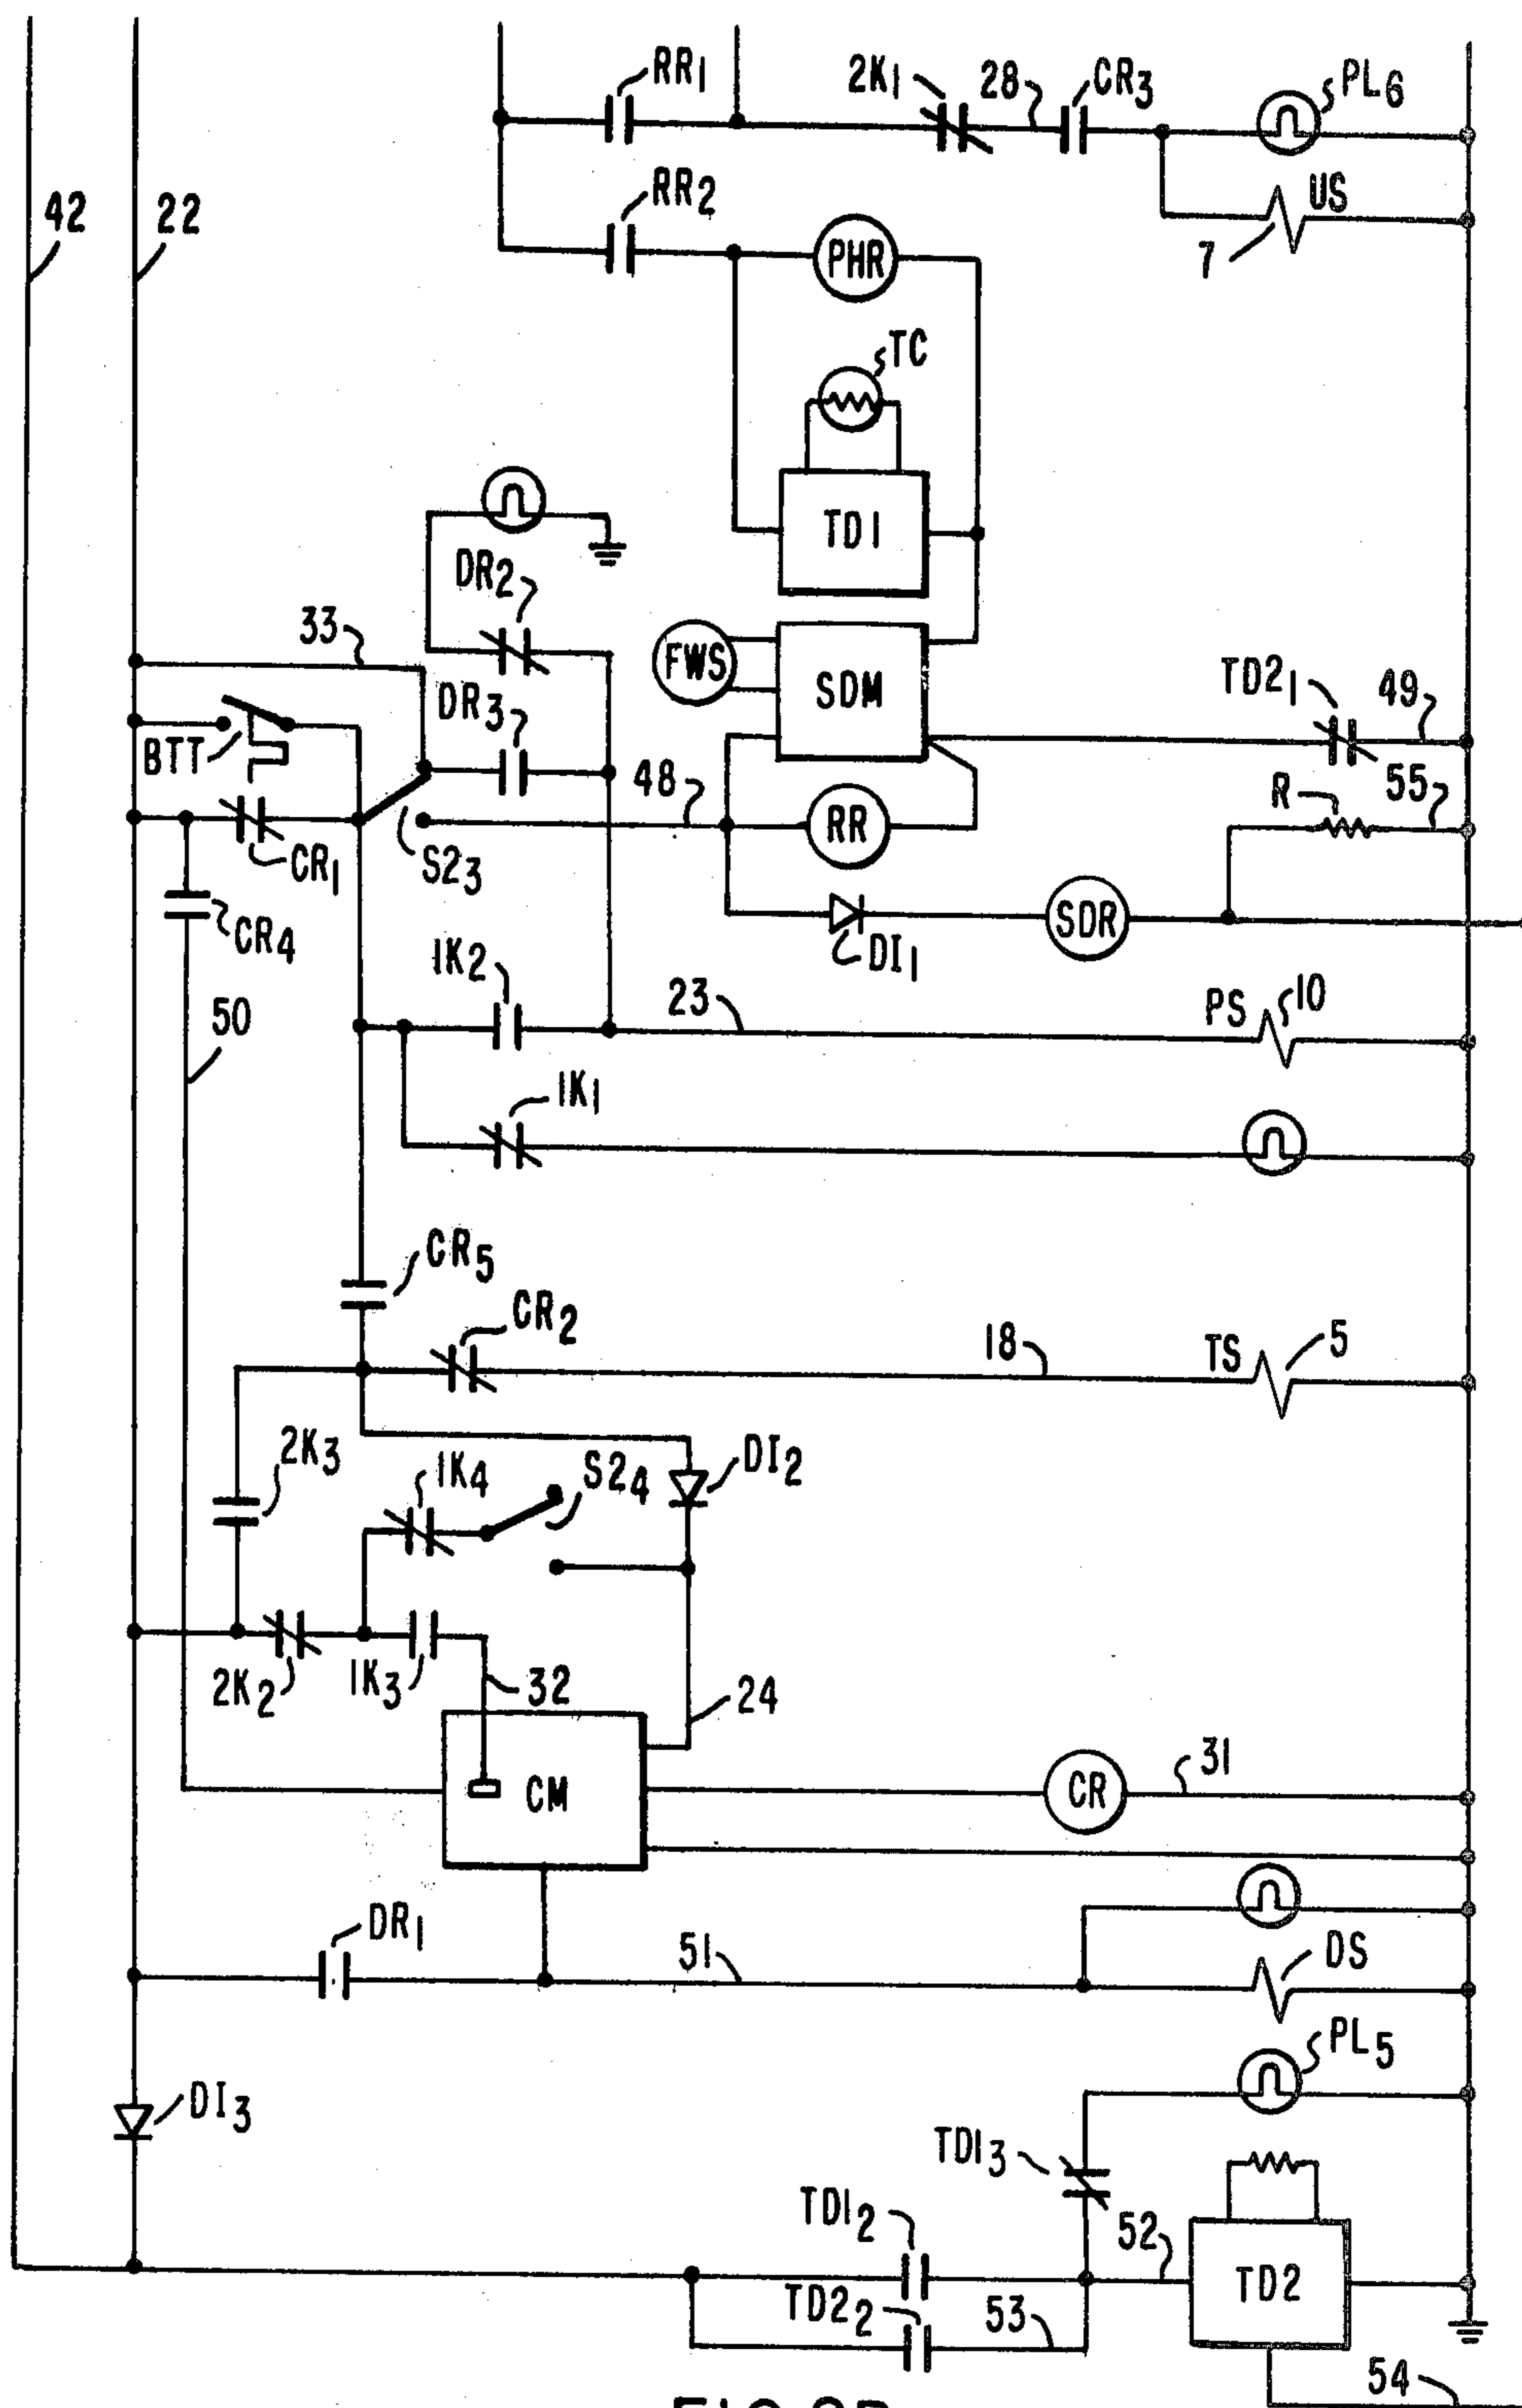 RR1
2K1
28
CR3
PL6
42
22
RR2
US
7
PHR
TC
TD1
DR2
33
FWS
SDM
TD21
49
DR3
BTT
48
R
55
RR
CR1
S23
CR4
SDR
DI1
1K2
23
PS
10
50
1K1
CR5
CR2
18
TS
5
2K3
1K4
S24
DI2
2K2
1K3
32
24
CM
31
CR
DR1
51
DS
PL5
DI3
TD13
TD12
52
TD2
TD22
53
54